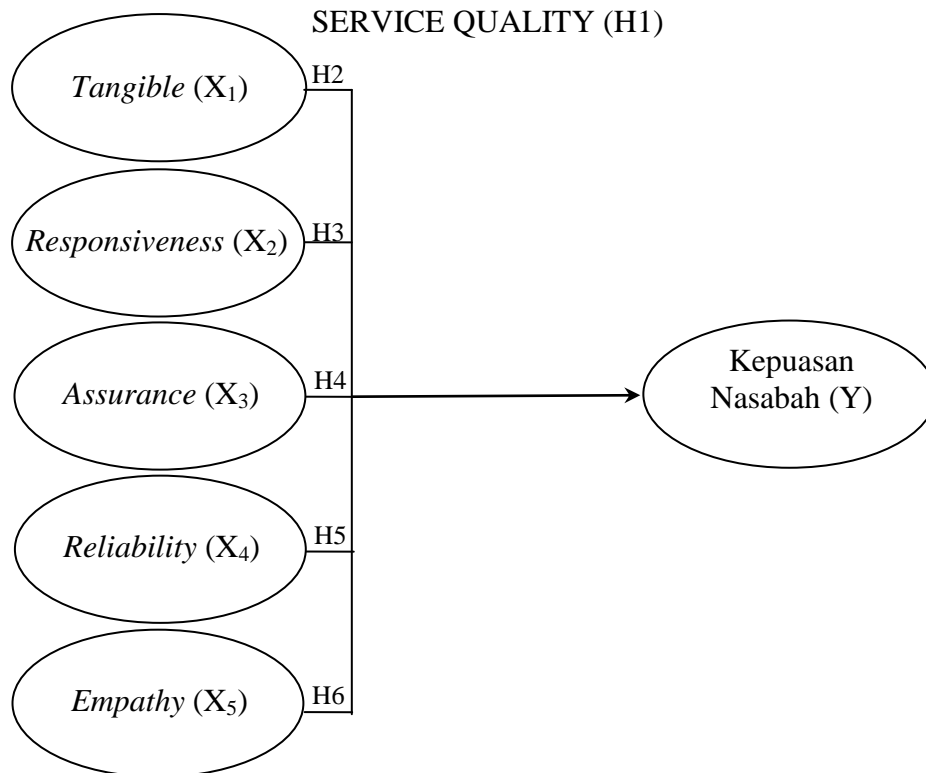 SERVICE QUALITY (H1)
Tangible (X₁)
H2
Responsiveness (X₂)
H3
Assurance (X₃)
H4
Kepuasan
Nasabah (Y)
Reliability (X₄)
H5
Empathy (X₅)
H6